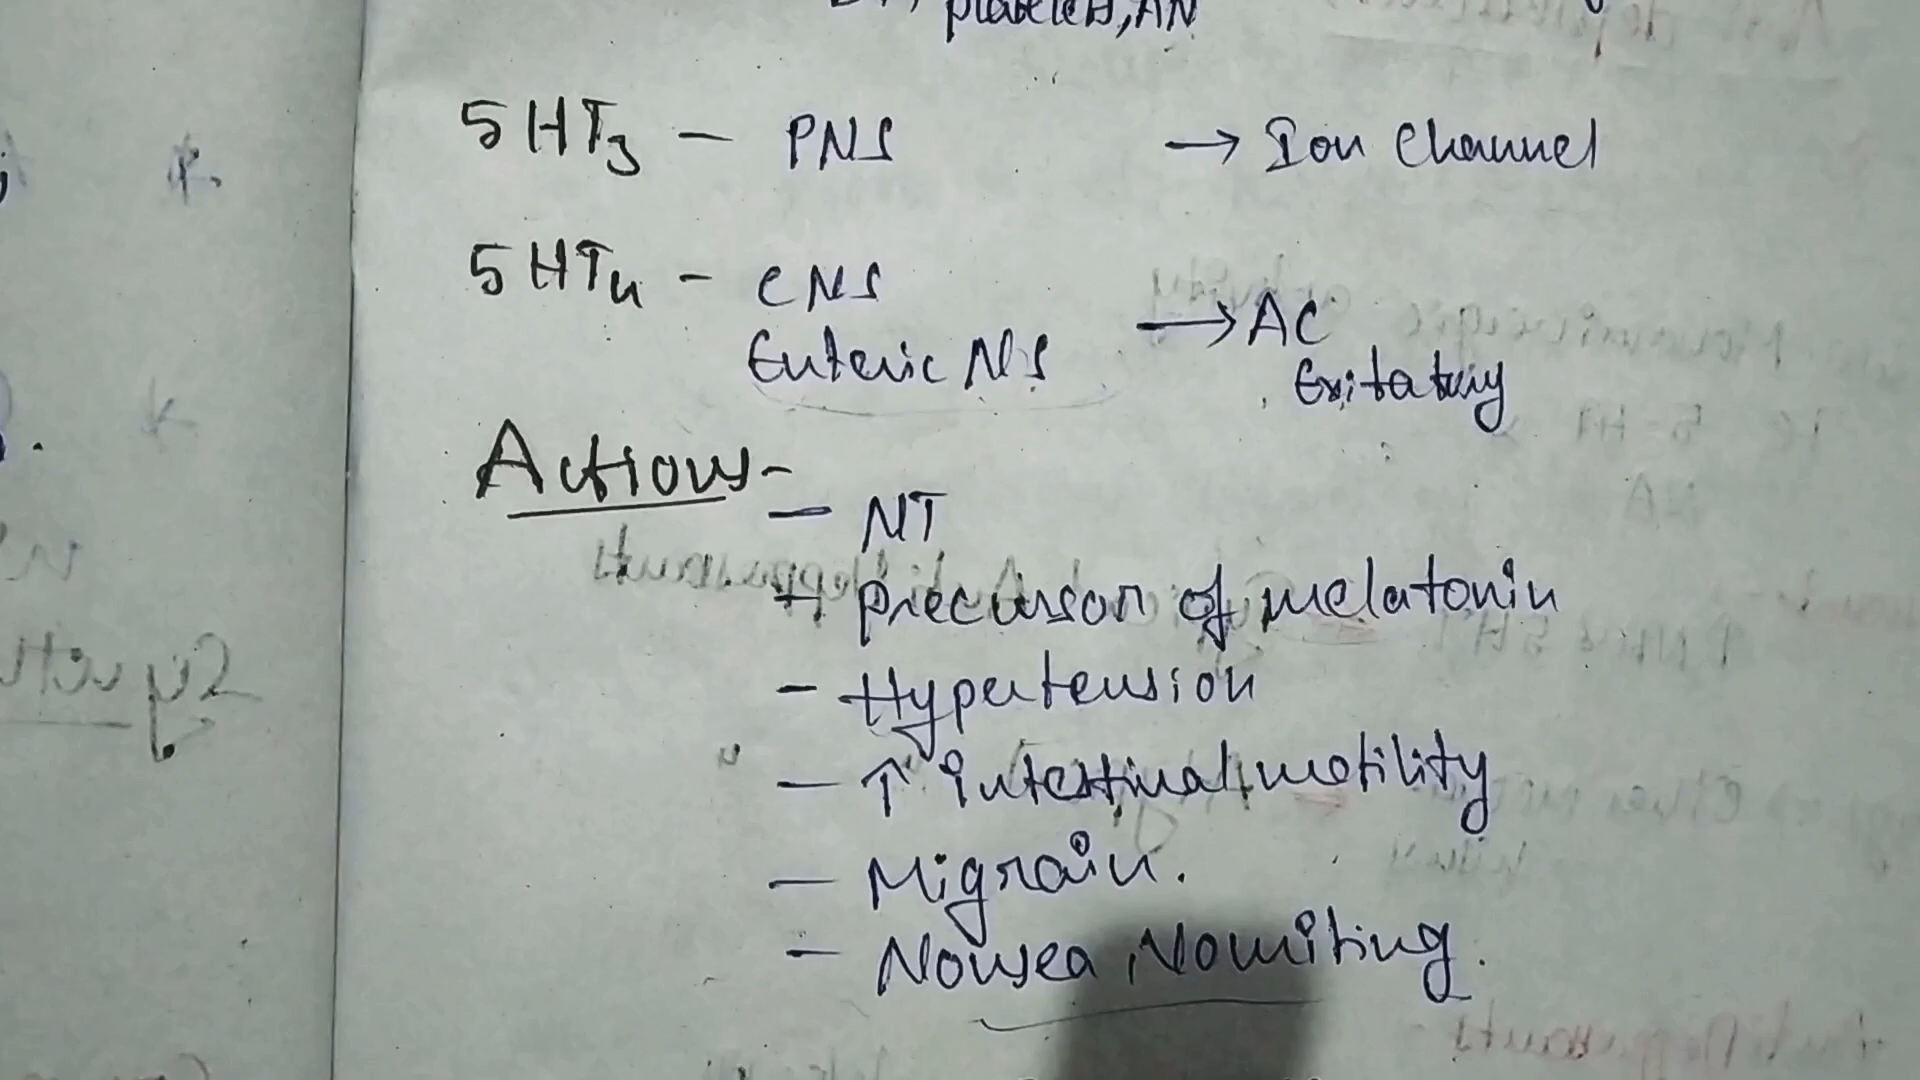 platelets, AN
5HT3 - PNS → Ion Channel
5HT4 - CNS → AC
Enteric NS Exitatory
Actions -
- NT
- precursor of melatonin
- Hypertension
- ↑ intestinal motility
- Migrain.
- Nousea, Vomiting.